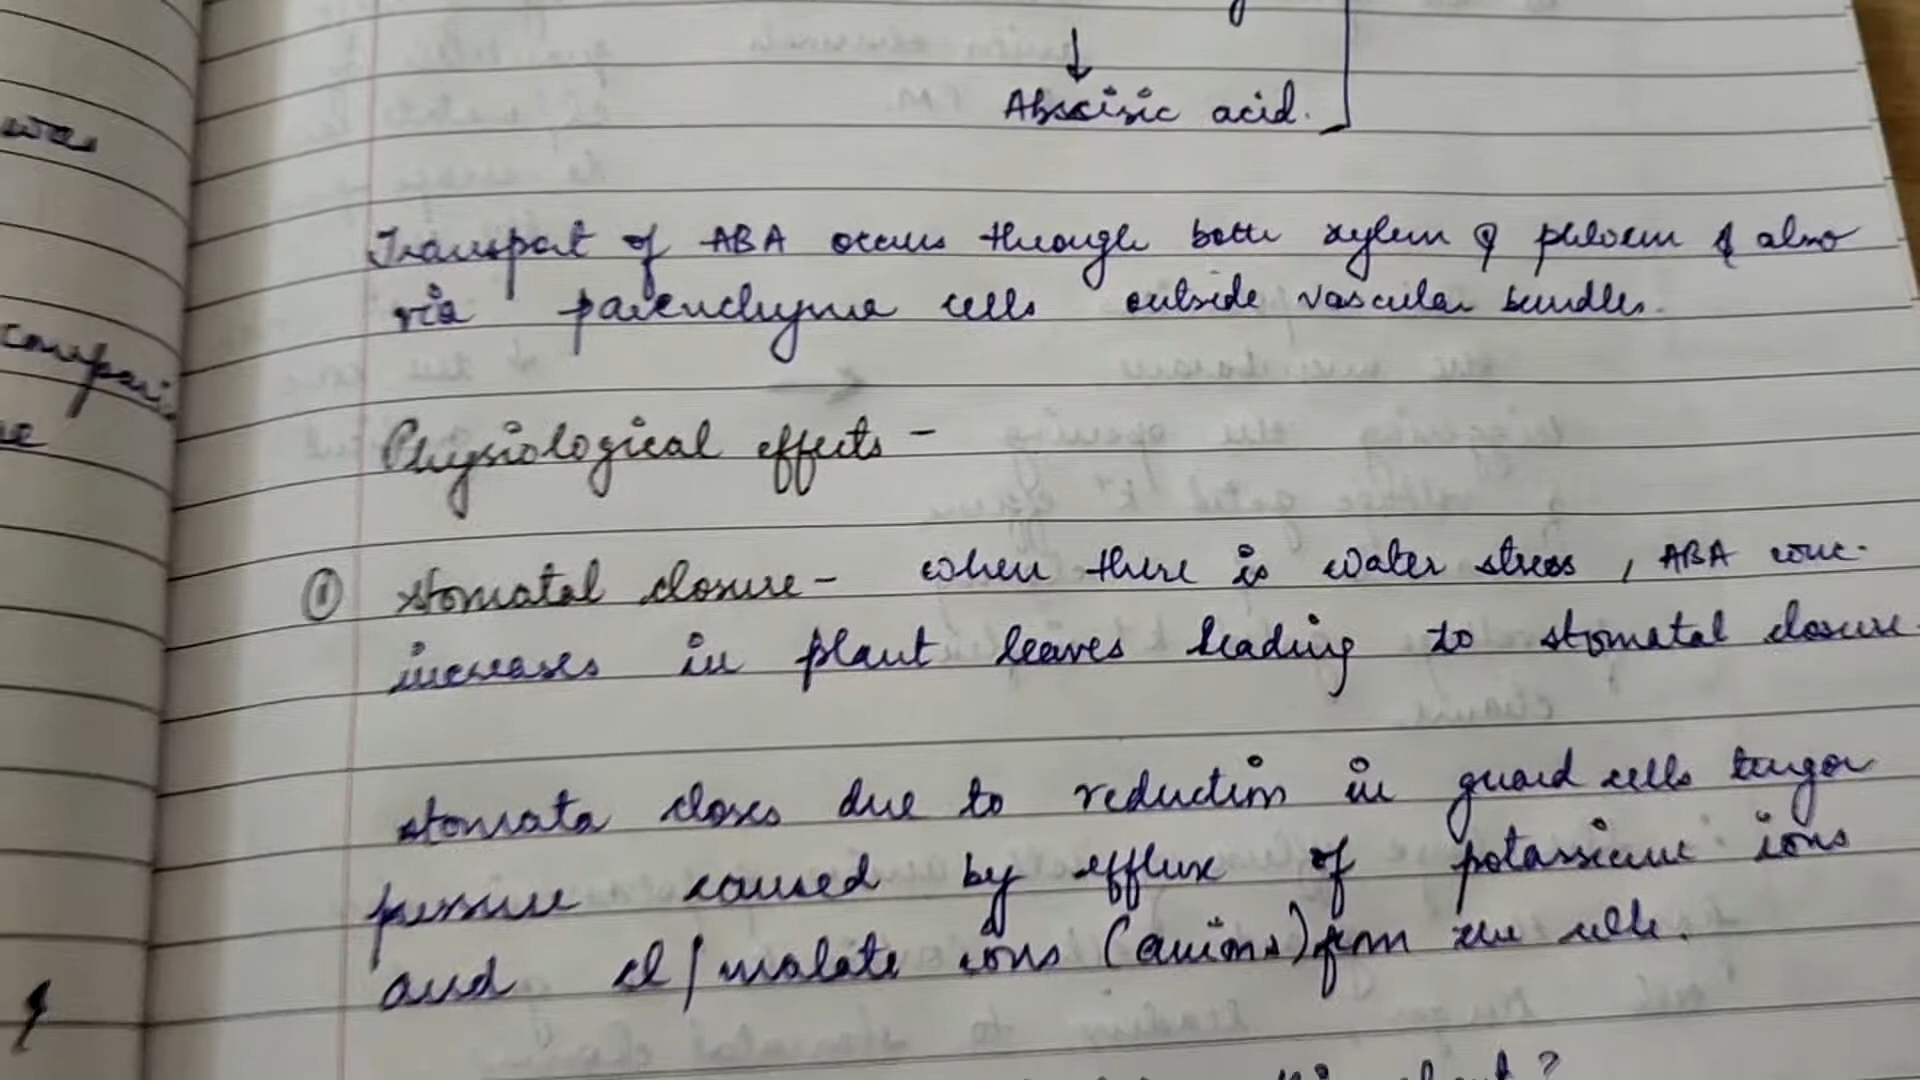 Abscisic acid.
Transport of ABA occurs through both xylem & phloem & also
via parenchyma cells outside vascular bundles.
Physiological effects -
① stomatal closure - when there is water stress, ABA conc.
increases in plant leaves leading to stomatal closure.
stomata closes due to reduction in guard cells turgor
pressure caused by efflux of potassium ions
and cl/malate ions (anions) from the cells.